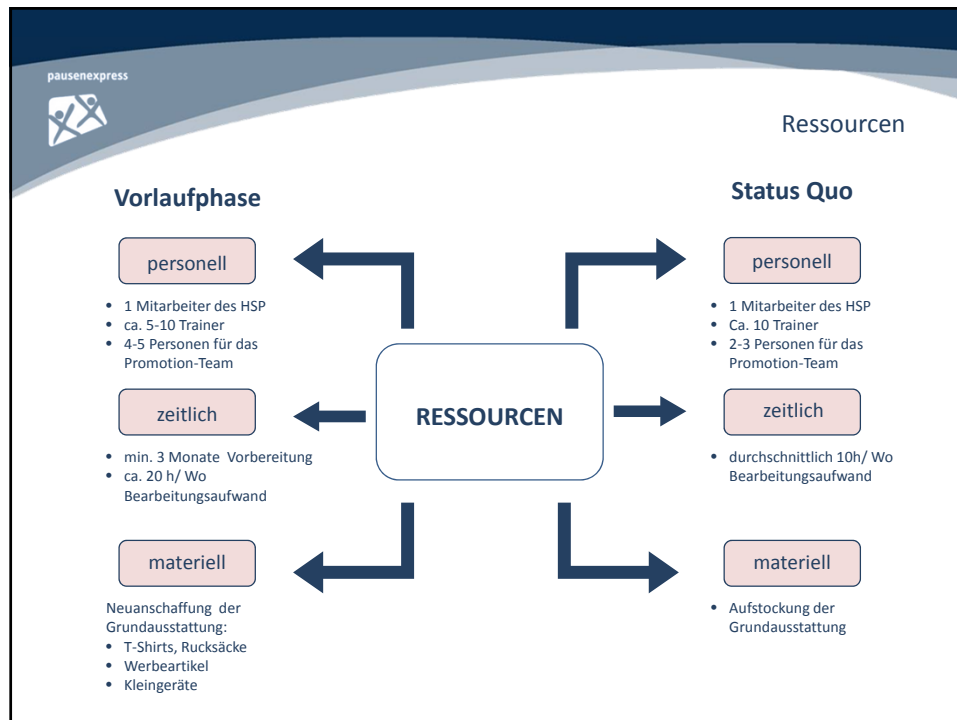 pausenexpress
Ressourcen
Vorlaufphase
personell
• 1 Mitarbeiter des HSP
• ca. 5-10 Trainer
• 4-5 Personen für das
Promotion-Team
zeitlich
• min. 3 Monate Vorbereitung
• ca. 20 h/ Wo
Bearbeitungsaufwand
materiell
Neuanschaffung der
Grundausstattung:
• T-Shirts, Rucksäcke
• Werbeartikel
• Kleingeräte
RESSOURCEN
Status Quo
personell
• 1 Mitarbeiter des HSP
• Ca. 10 Trainer
• 2-3 Personen für das
Promotion-Team
zeitlich
• durchschnittlich 10h/ Wo
Bearbeitungsaufwand
materiell
• Aufstockung der
Grundausstattung